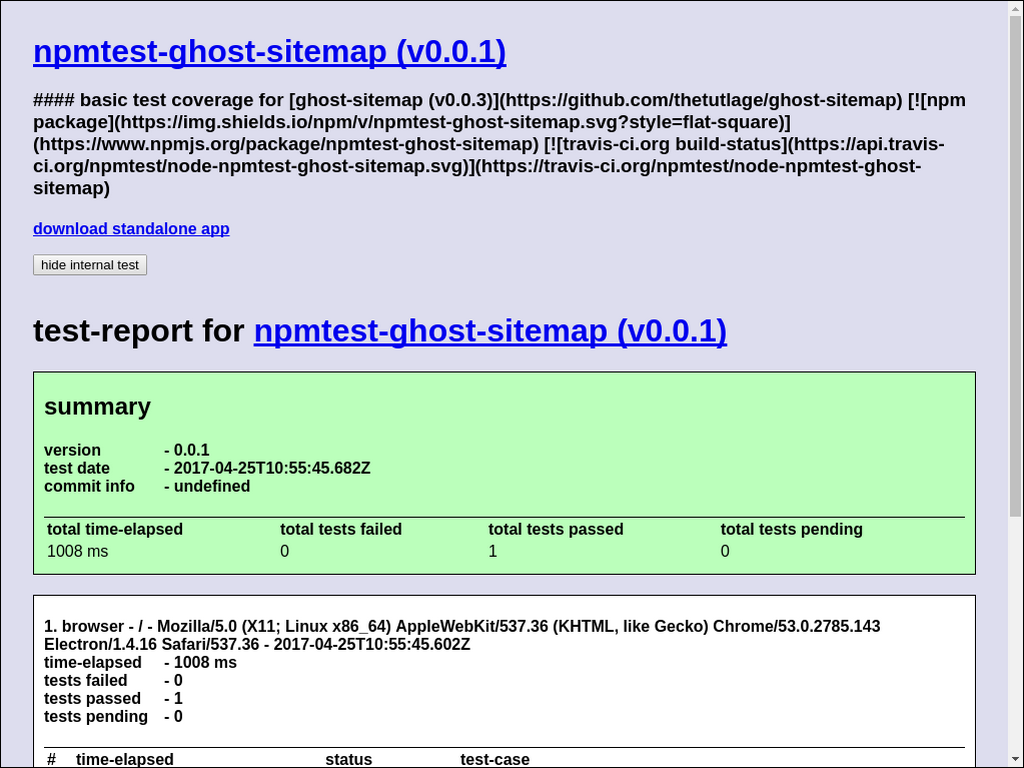 npmtest-ghost-sitemap (v0.0.1)
#### basic test coverage for [ghost-sitemap (v0.0.3)](https://github.com/thetutlage/ghost-sitemap) [![npm
package](https://img.shields.io/npm/v/npmtest-ghost-sitemap.svg?style=flat-square)]
(https://www.npmjs.org/package/npmtest-ghost-sitemap) [![travis-ci.org build-status](https://api.travis-
ci.org/npmtest/node-npmtest-ghost-sitemap.svg)](https://travis-ci.org/npmtest/node-npmtest-ghost-
sitemap)
download standalone app
hide internal test
test-report for npmtest-ghost-sitemap (v0.0.1)
summary
version - 0.0.1
test date - 2017-04-25T10:55:45.682Z
commit info - undefined
total time-elapsed total tests failed total tests passed total tests pending
1008 ms 0 1 0
1. browser - / - Mozilla/5.0 (X11; Linux x86_64) AppleWebKit/537.36 (KHTML, like Gecko) Chrome/53.0.2785.143
Electron/1.4.16 Safari/537.36 - 2017-04-25T10:55:45.602Z
time-elapsed - 1008 ms
tests failed - 0
tests passed - 1
tests pending - 0
# time-elapsed status test-case